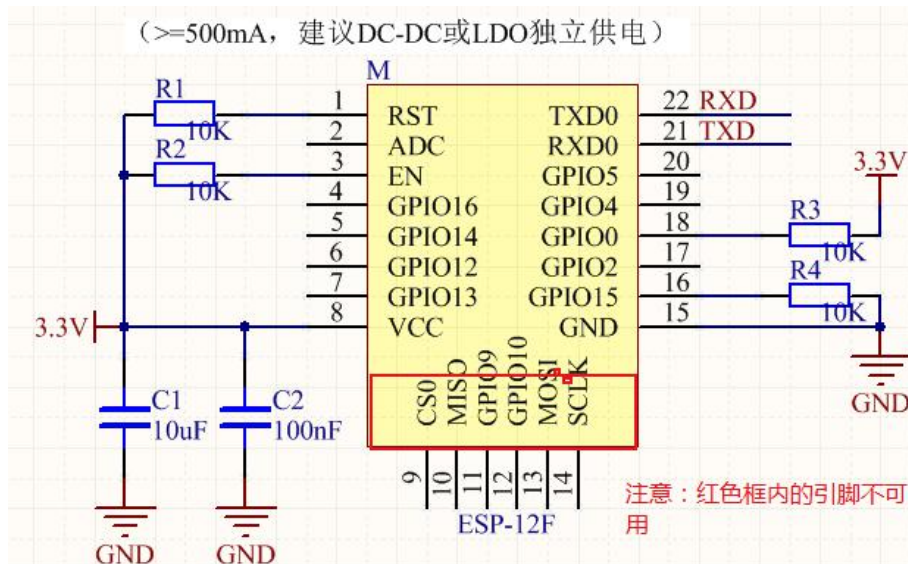 （>=500mA，建议DC-DC或LDO独立供电）
M
R1
10K
R2
10K
1
2
3
4
5
6
7
8
RST
ADC
EN
GPIO16
GPIO14
GPIO12
GPIO13
VCC
TXD0
RXD0
GPIO5
GPIO4
GPIO0
GPIO2
GPIO15
GND
22
21
20
19
18
17
16
15
RXD
TXD
3.3V
R3
10K
R4
10K
GND
3.3V
C1
10uF
C2
100nF
GND
GND
CS0
MISO
GPIO9
GPIO10
MOSI
SCLK
9
10
11
12
13
14
ESP-12F
注意：红色框内的引脚不可
用